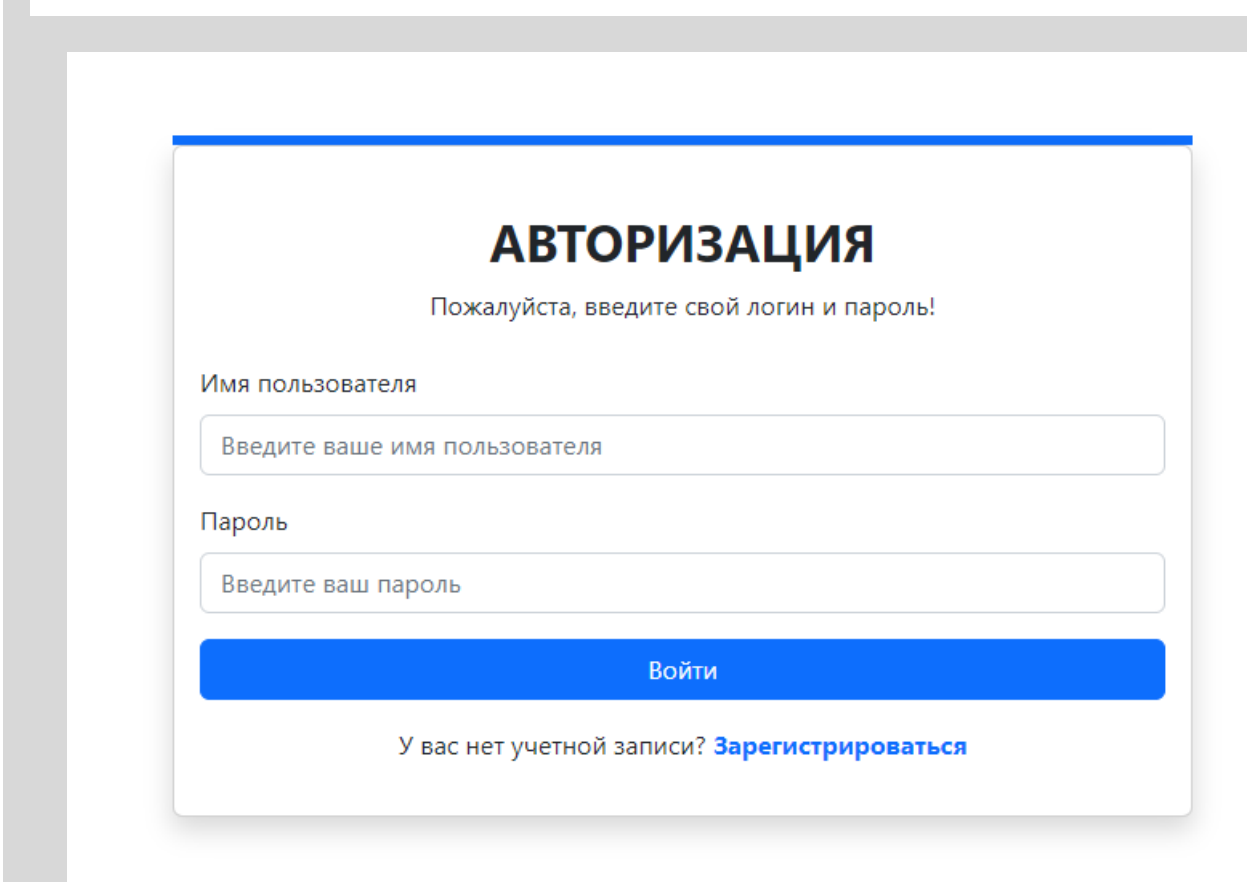 АВТОРИЗАЦИЯ
Пожалуйста, введите свой логин и пароль!
Имя пользователя
Введите ваше имя пользователя
Пароль
Введите ваш пароль
Войти
У вас нет учетной записи? Зарегистрироваться